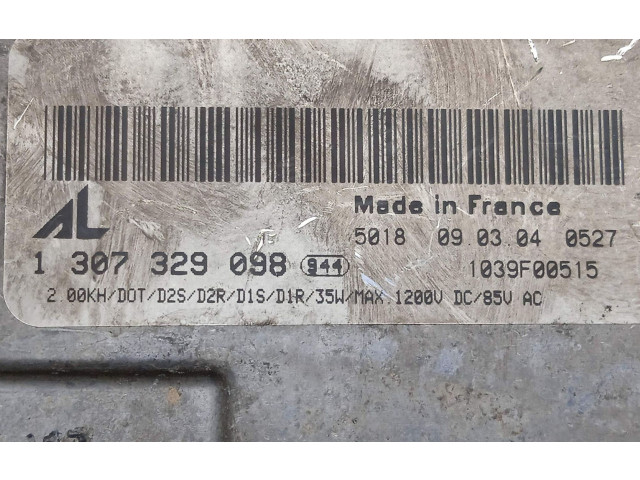 AL
Made in France
5018 09.03.04 0527
1 307 329 098 944
1039F00515
2.00KH/DOT/D2S/D2R/D1S/D1R/35W/MAX.1200V DC/85V AC